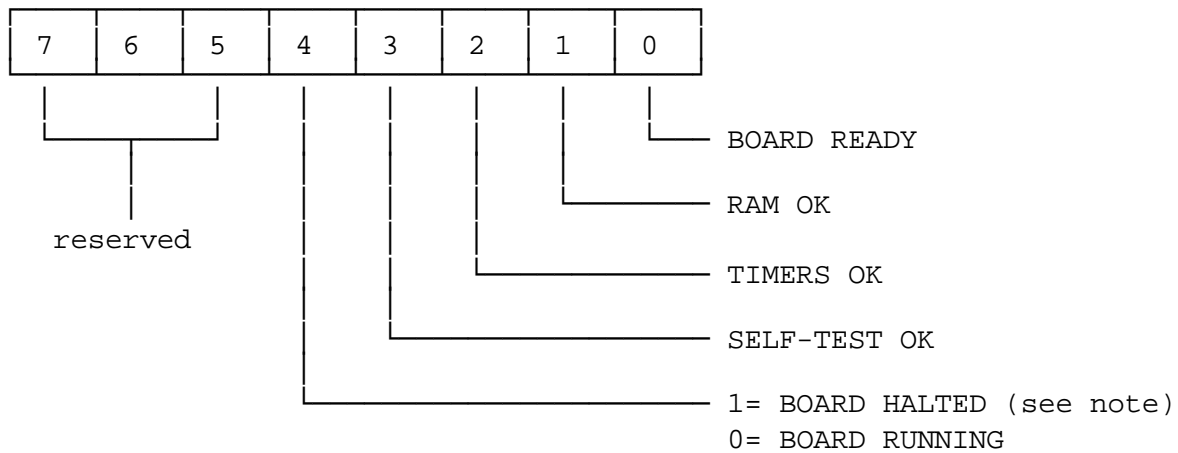 7 6 5 4 3 2 1 0
BOARD READY
RAM OK
reserved
TIMERS OK
SELF-TEST OK
1= BOARD HALTED (see note)
0= BOARD RUNNING